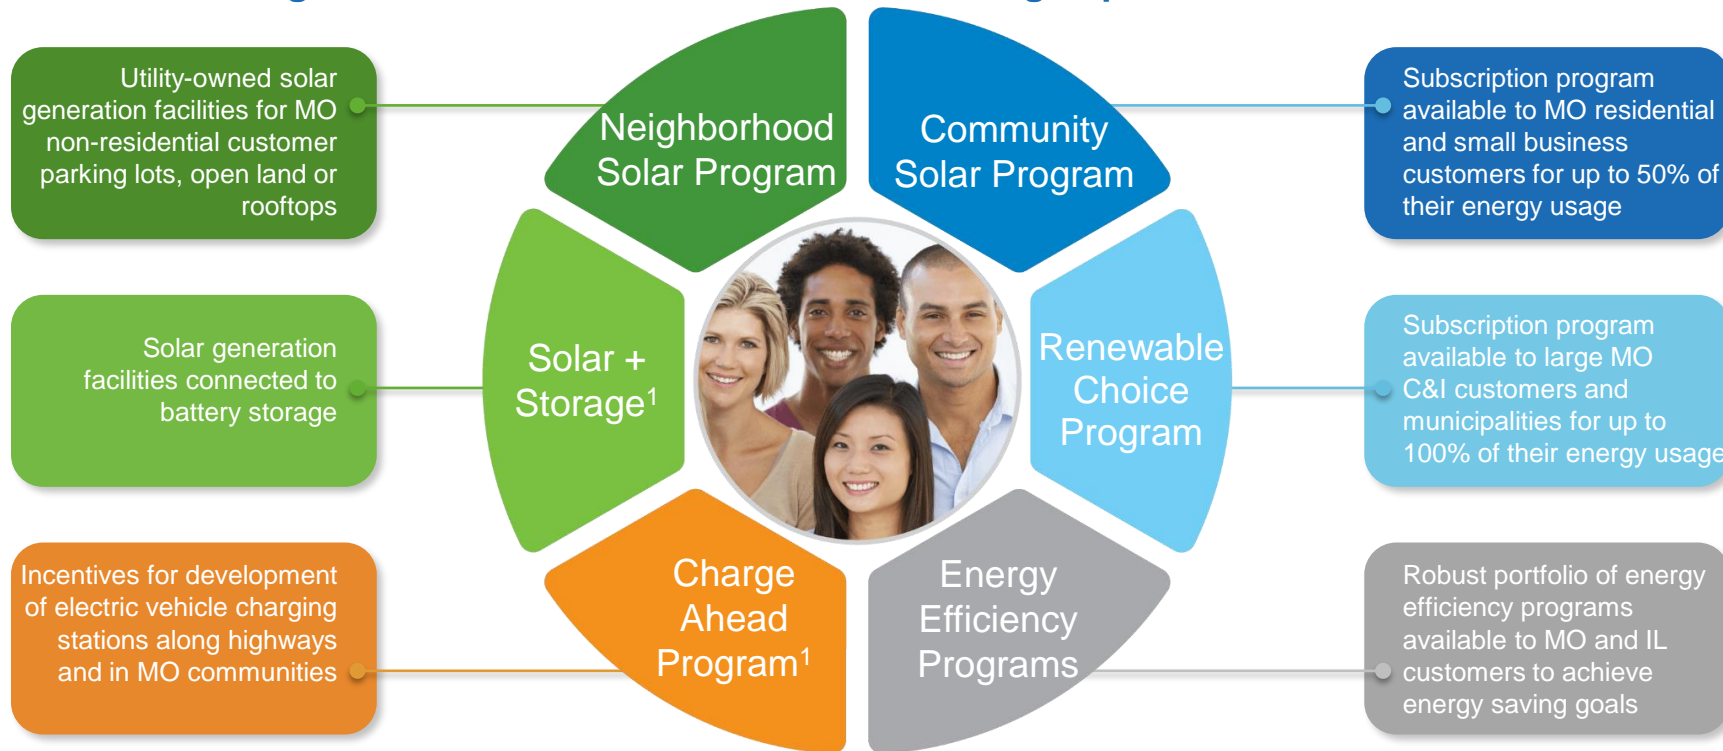 Utility-owned solar
generation facilities for MO
non-residential customer
parking lots, open land or
rooftops
Neighborhood
Solar Program
Community
Solar Program
Subscription program
available to MO residential
and small business
customers for up to 50% of
their energy usage
Solar generation
facilities connected to
battery storage
Solar +
Storage¹
Renewable
Choice
Program
Subscription program
available to large MO
C&I customers and
municipalities for up to
100% of their energy usage
Incentives for development
of electric vehicle charging
stations along highways
and in MO communities
Charge
Ahead
Program¹
Energy
Efficiency
Programs
Robust portfolio of energy
efficiency programs
available to MO and IL
customers to achieve
energy saving goals